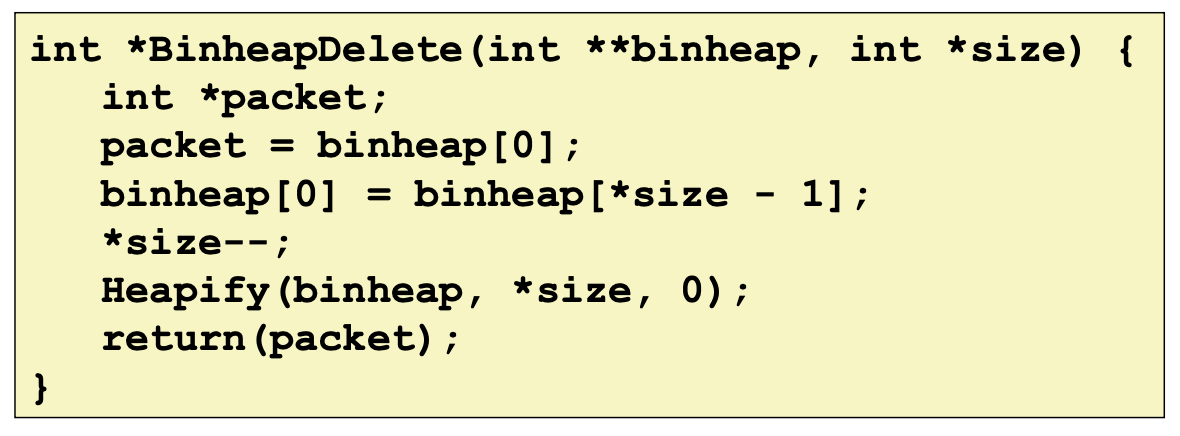 int *BinheapDelete(int **binheap, int *size) {
int *packet;
packet = binheap[0];
binheap[0] = binheap[*size - 1];
*size--;
Heapify(binheap, *size, 0);
return(packet);
}